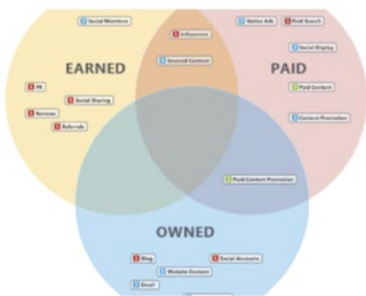 Social Mentions
Native Ads
Paid Search
Influencers
Social Display
Sourced Content
EARNED
PAID
PR
Paid Content
Social Sharing
Reviews
Content Promotion
Referrals
Paid Content Promotion
OWNED
Blog
Social Accounts
Website Content
Email